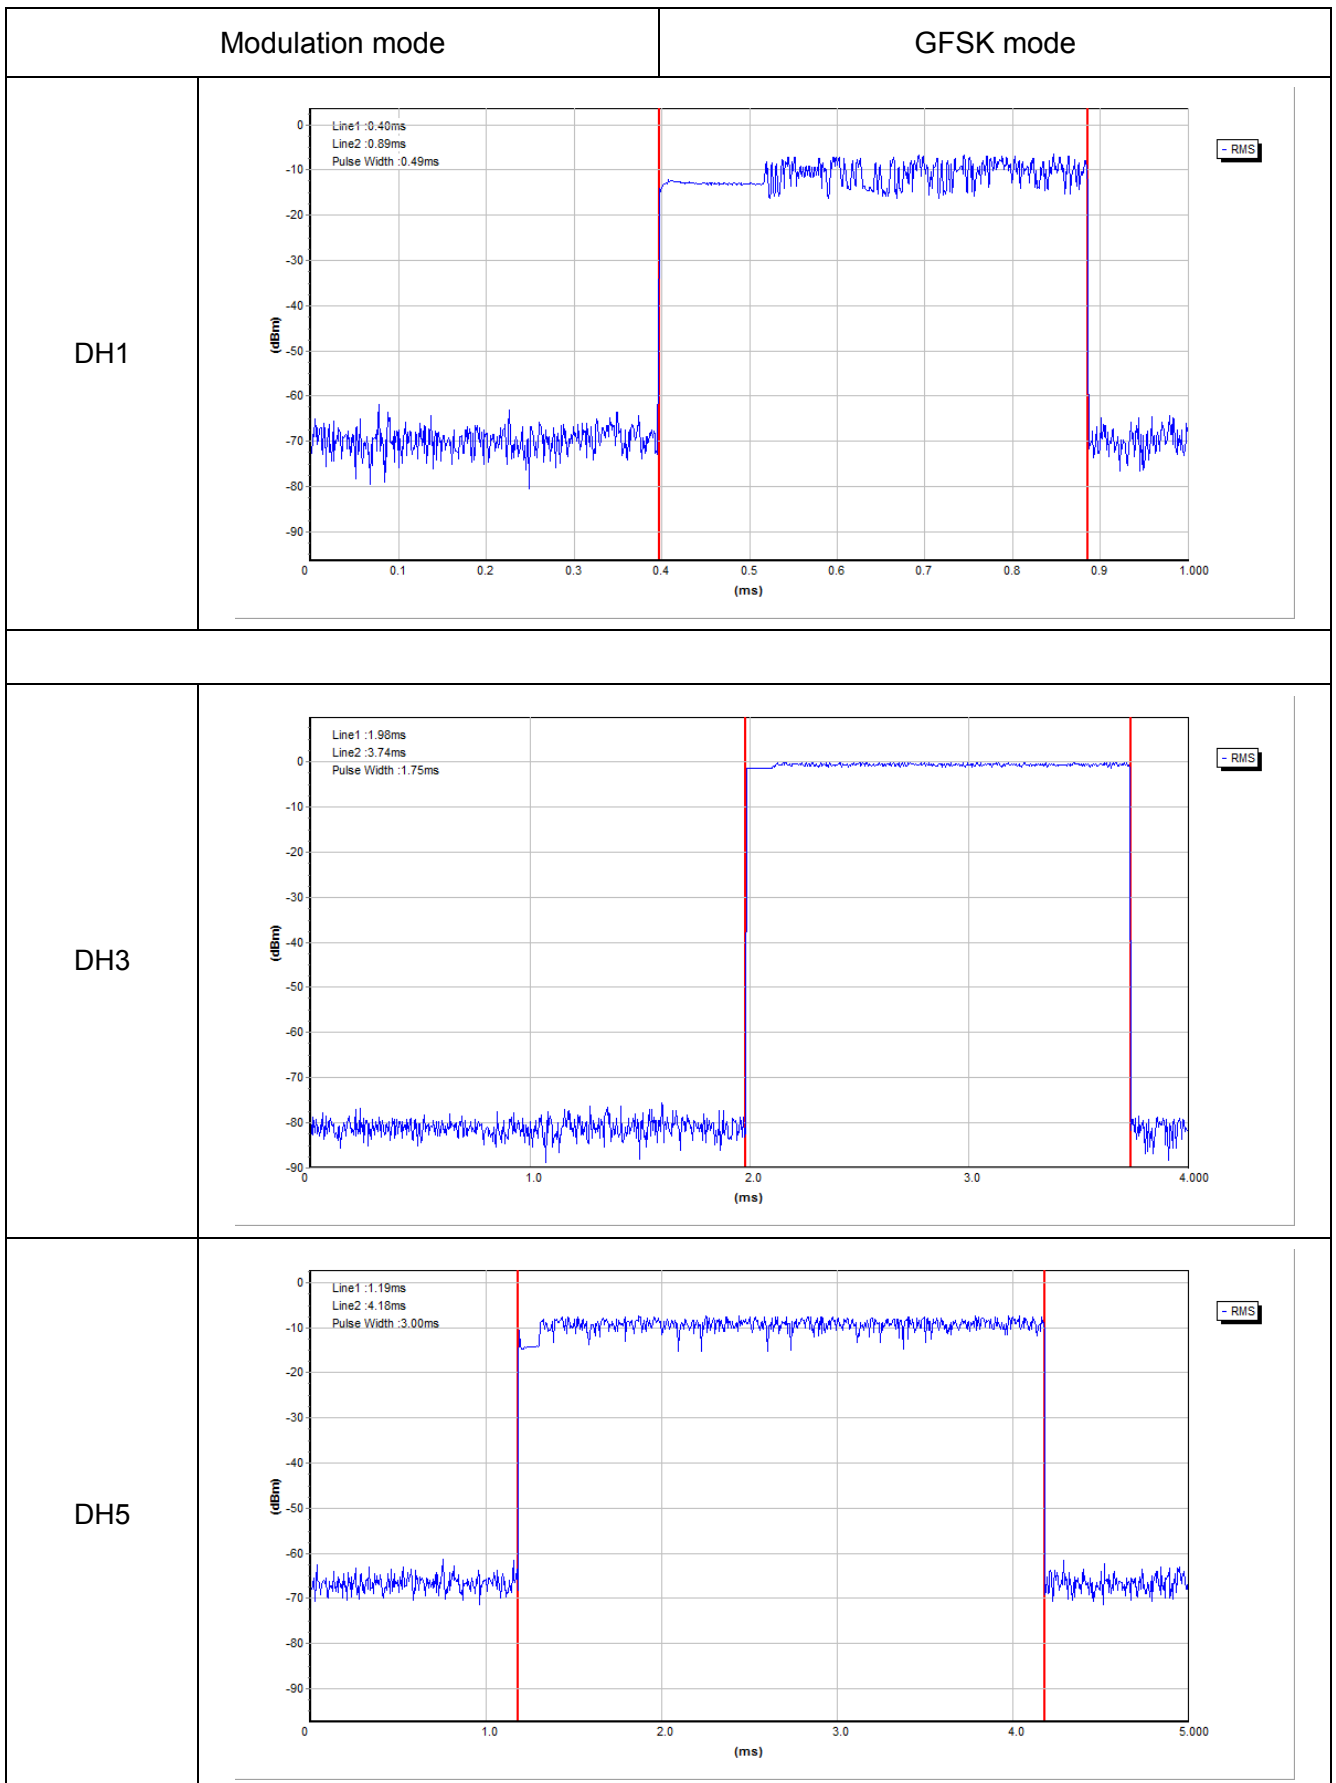 Modulation mode
GFSK mode
DH1
Line1 :0.40ms
Line2 :0.89ms
Pulse Width :0.49ms
- RMS
0
-10
-20
-30
-40
-50
-60
-70
-80
-90
(dBm)
0 0.1 0.2 0.3 0.4 0.5 0.6 0.7 0.8 0.9 1.000
(ms)
DH3
Line1 :1.98ms
Line2 :3.74ms
Pulse Width :1.75ms
- RMS
0
-10
-20
-30
-40
-50
-60
-70
-80
-90
(dBm)
0 1.0 2.0 3.0 4.000
(ms)
DH5
Line1 :1.19ms
Line2 :4.18ms
Pulse Width :3.00ms
- RMS
0
-10
-20
-30
-40
-50
-60
-70
-80
-90
(dBm)
0 1.0 2.0 3.0 4.0 5.000
(ms)